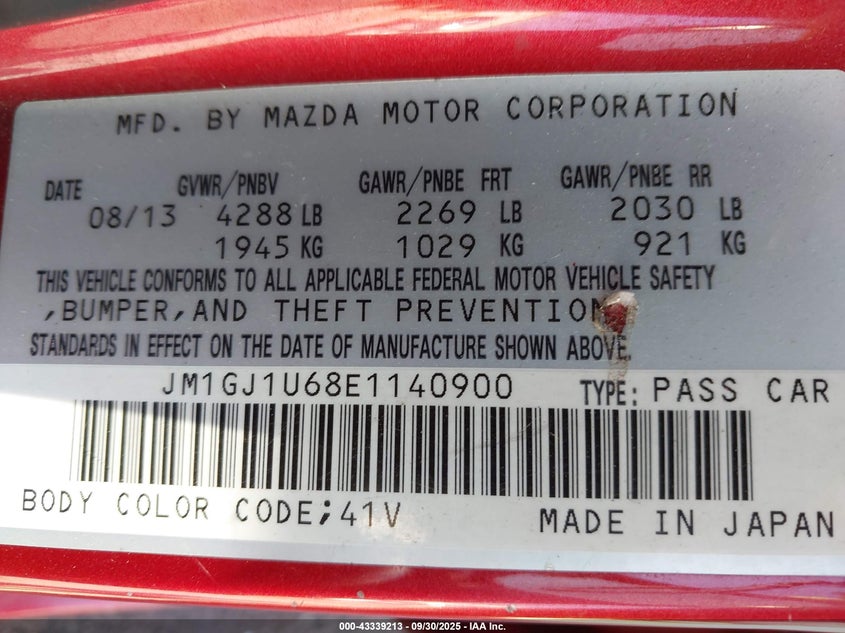 MFD. BY MAZDA MOTOR CORPORATION
DATE GVWR/PNBV GAWR/PNBE FRT GAWR/PNBE RR
08/13 4288 LB 2269 LB 2030 LB
1945 KG 1029 KG 921 KG
THIS VEHICLE CONFORMS TO ALL APPLICABLE FEDERAL MOTOR VEHICLE SAFETY
,BUMPER,AND THEFT PREVENTION
STANDARDS IN EFFECT ON THE DATE OF MANUFACTURE SHOWN ABOVE.
JM1GJ1U68E1140900 TYPE: PASS CAR
BODY COLOR CODE;41V MADE IN JAPAN
000-43339213 - 09/30/2025 - IAA Inc.